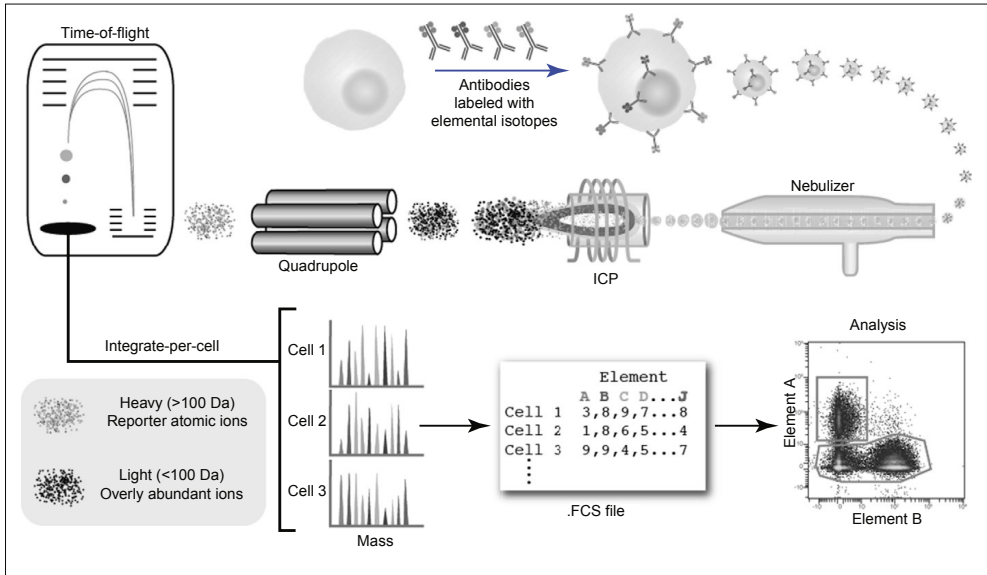 Time-of-flight
Antibodies
labeled with
elemental isotopes
Nebulizer
Quadrupole
ICP
Integrate-per-cell
Heavy (>100 Da)
Reporter atomic ions
Light (<100 Da)
Overly abundant ions
Cell 1
Cell 2
Cell 3
Mass
Element
A B C D...J
Cell 1 3,8,9,7...8
Cell 2 1,8,6,5...4
Cell 3 9,9,4,5...7
.FCS file
Analysis
Element A
Element B